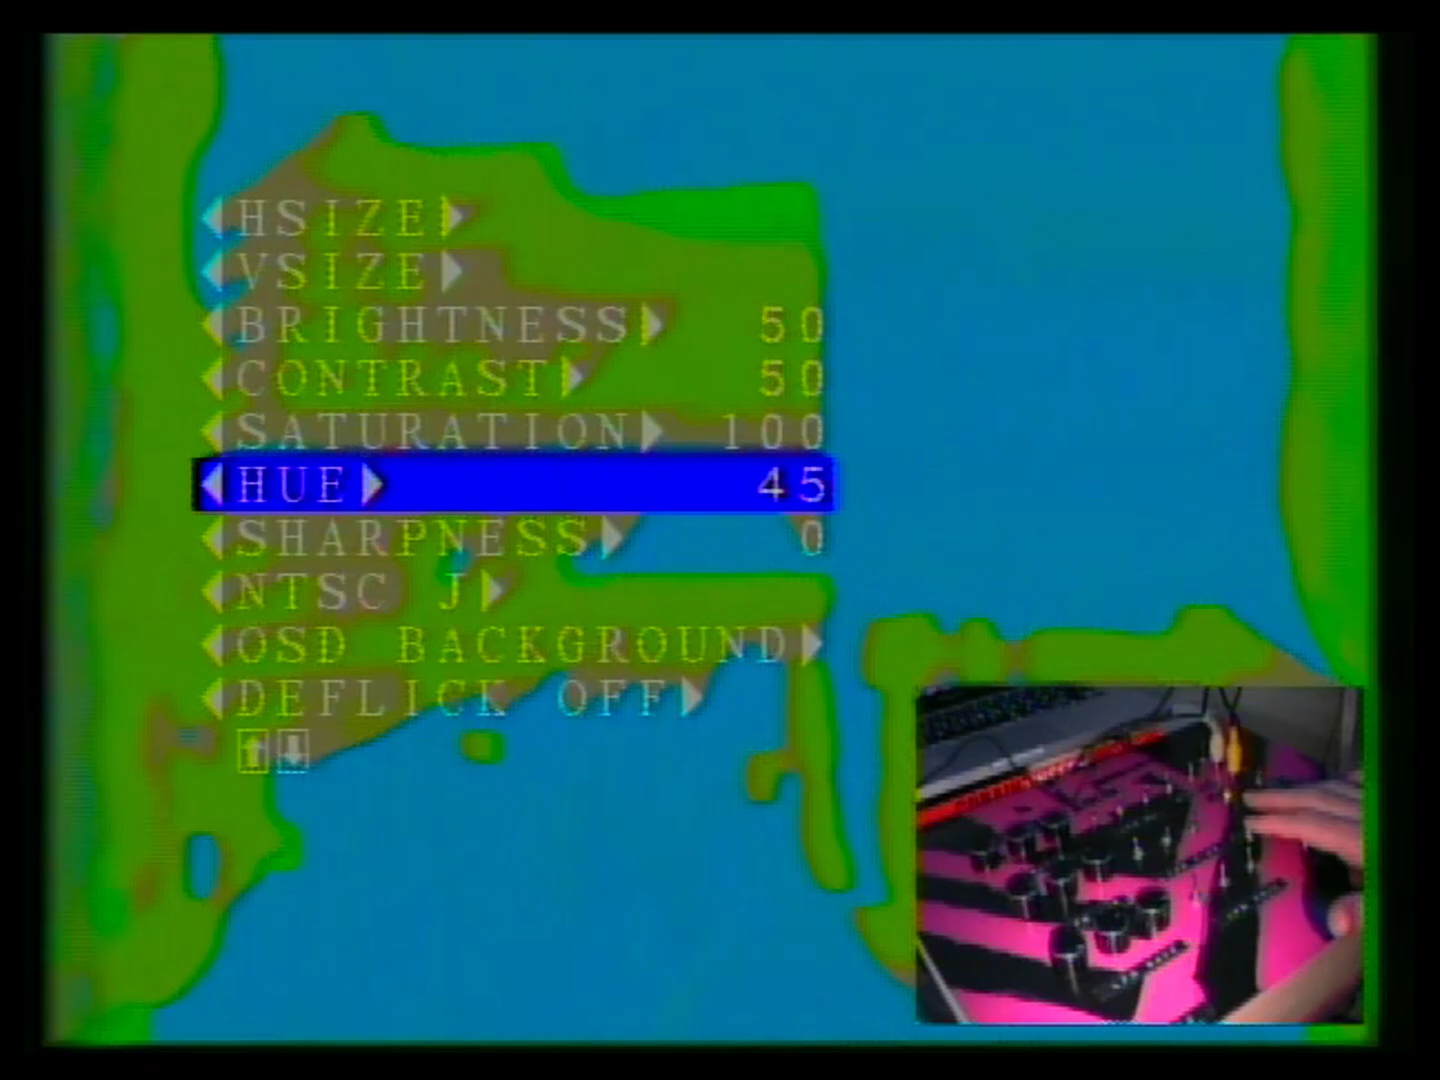 HSIZE
VSIZE
BRIGHTNESS 50
CONTRAST 50
SATURATION 100
HUE 45
SHARPNESS 0
NTSC J
OSD BACKGROUND
DEFLICK OFF